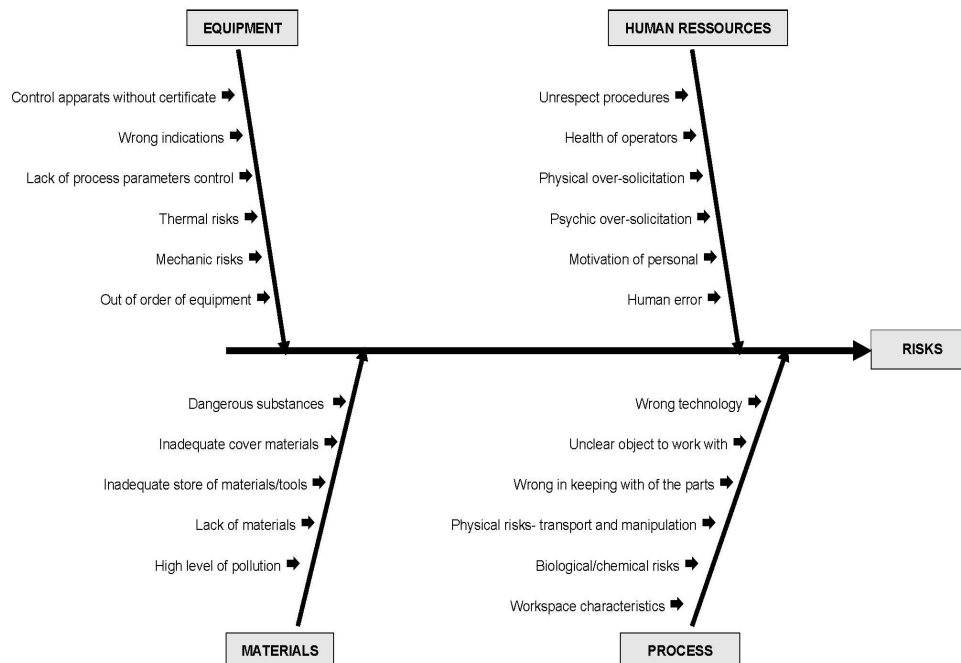 EQUIPMENT
HUMAN RESSOURCES
Control apparats without certificate
Wrong indications
Lack of process parameters control
Thermal risks
Mechanic risks
Out of order of equipment
Unrespect procedures
Health of operators
Physical over-solicitation
Psychic over-solicitation
Motivation of personal
Human error
RISKS
Dangerous substances
Inadequate cover materials
Inadequate store of materials/tools
Lack of materials
High level of pollution
Wrong technology
Unclear object to work with
Wrong in keeping with of the parts
Physical risks- transport and manipulation
Biological/chemical risks
Workspace characteristics
MATERIALS
PROCESS